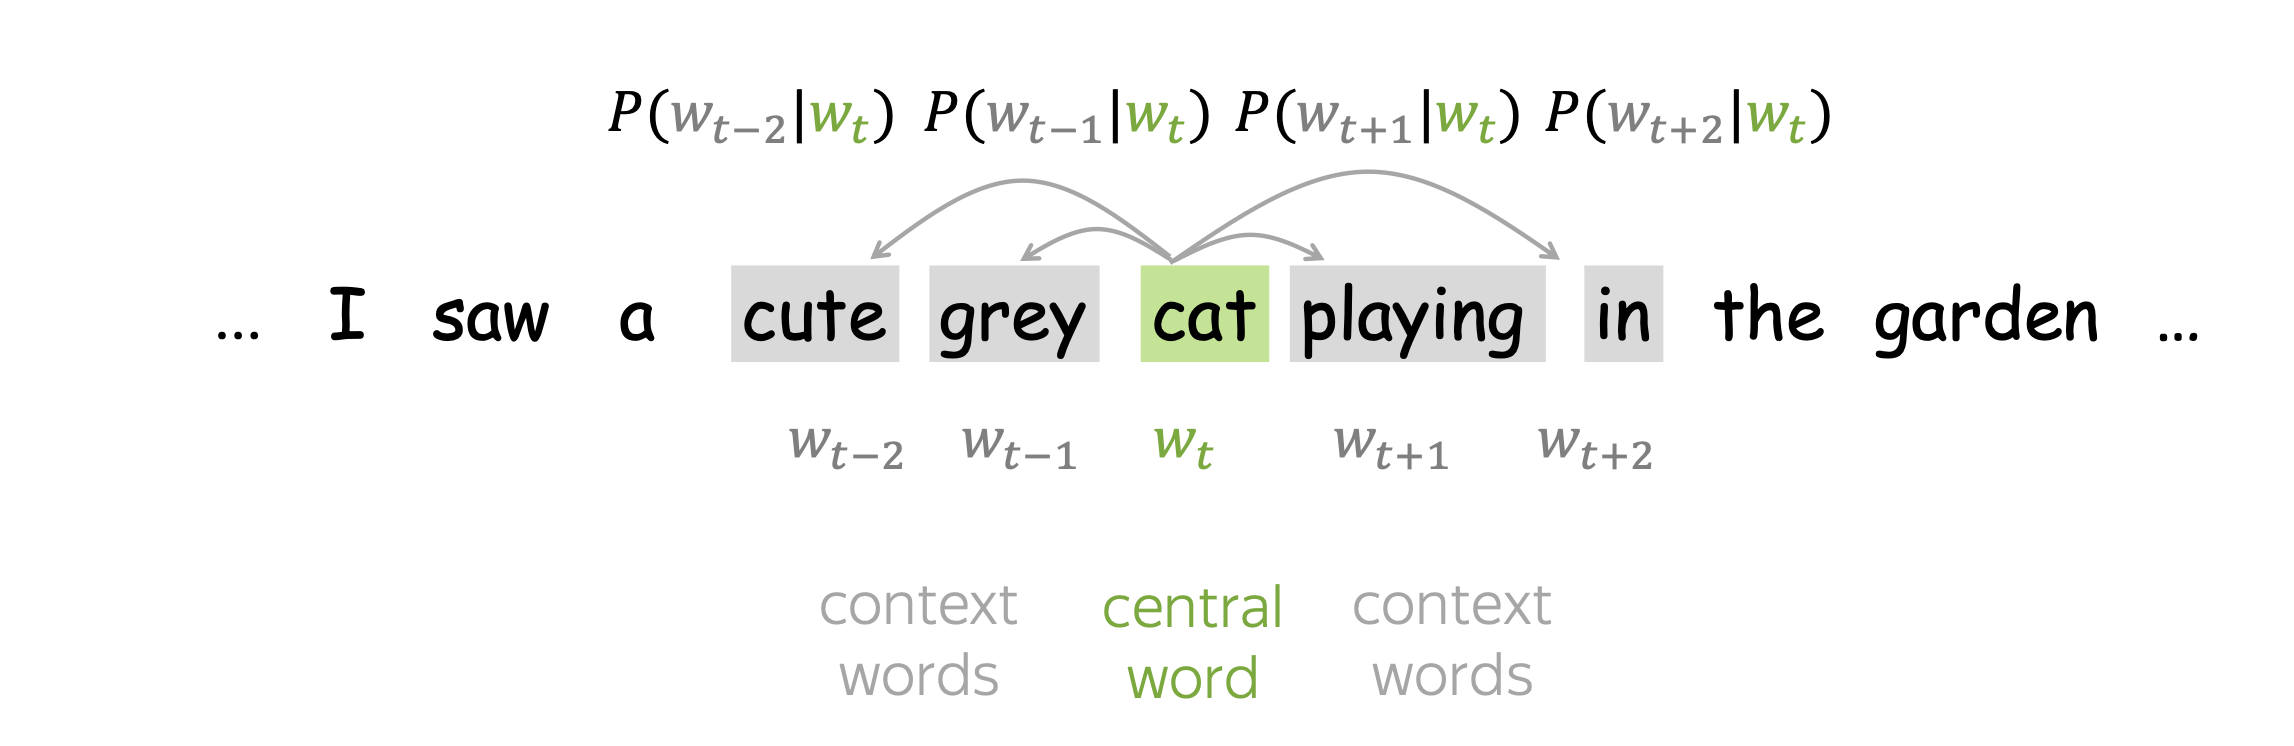 P(w_{t−2}|w_t) P(w_{t−1}|w_t) P(w_{t+1}|w_t) P(w_{t+2}|w_t)
... I saw a cute grey cat playing in the garden ...
w_{t−2} w_{t−1} w_t w_{t+1} w_{t+2}
context central context
words word words